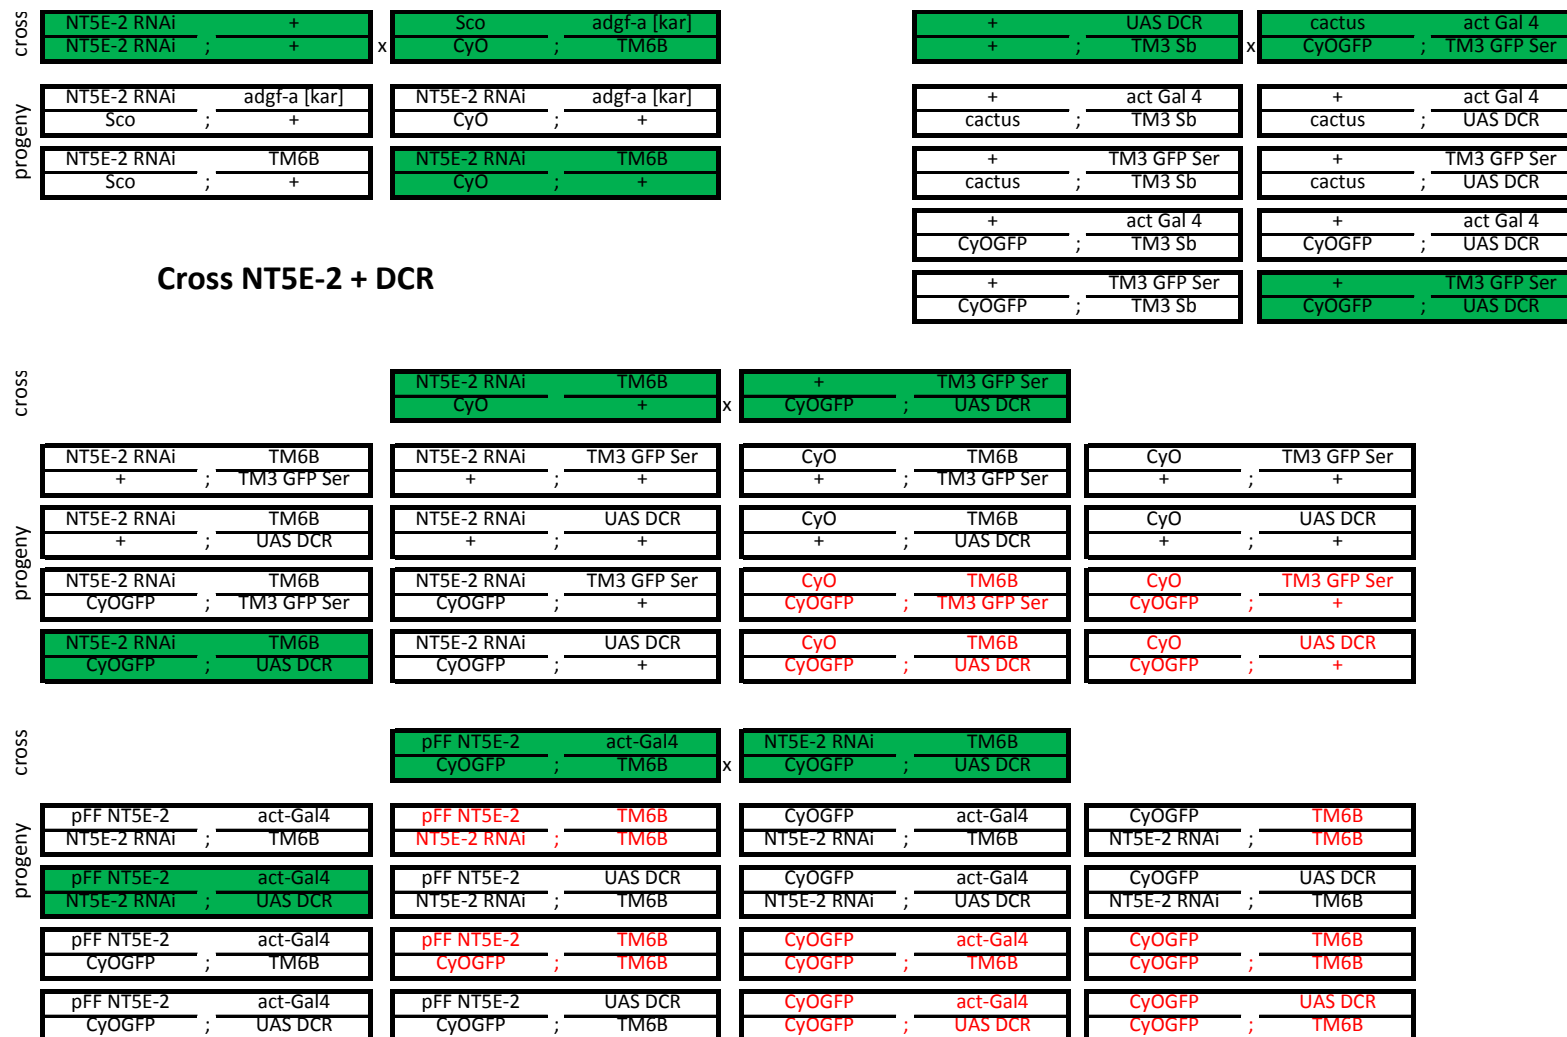 cross
NT5E-2 RNAi + x Sco adgf-a [kar]
NT5E-2 RNAi ; + CyO ; TM6B
+ UAS DCR x cactus act Gal 4
+ ; TM3 Sb CyOGFP ; TM3 GFP Ser
progeny
NT5E-2 RNAi adgf-a [kar] NT5E-2 RNAi adgf-a [kar]
Sco ; + CyO ; +
NT5E-2 RNAi TM6B NT5E-2 RNAi TM6B
Sco ; + CyO ; +
+ act Gal 4 + act Gal 4
cactus ; TM3 Sb cactus ; UAS DCR
+ TM3 GFP Ser + TM3 GFP Ser
cactus ; TM3 Sb cactus ; UAS DCR
+ act Gal 4 + act Gal 4
CyOGFP ; TM3 Sb CyOGFP ; UAS DCR
+ TM3 GFP Ser + TM3 GFP Ser
CyOGFP ; TM3 Sb CyOGFP ; UAS DCR
Cross NT5E-2 + DCR
cross
NT5E-2 RNAi TM6B x + TM3 GFP Ser
CyO + CyOGFP ; UAS DCR
progeny
NT5E-2 RNAi TM6B NT5E-2 RNAi TM3 GFP Ser CyO TM6B CyO TM3 GFP Ser
+ ; TM3 GFP Ser + ; + + ; TM3 GFP Ser + ; +
NT5E-2 RNAi TM6B NT5E-2 RNAi UAS DCR CyO TM6B CyO UAS DCR
+ ; UAS DCR + ; + + ; UAS DCR + ; +
NT5E-2 RNAi TM6B NT5E-2 RNAi TM3 GFP Ser CyO TM6B CyO TM3 GFP Ser
CyOGFP ; TM3 GFP Ser CyOGFP ; + CyOGFP ; TM3 GFP Ser CyOGFP ; +
NT5E-2 RNAi TM6B NT5E-2 RNAi UAS DCR CyO TM6B CyO UAS DCR
CyOGFP ; UAS DCR CyOGFP ; + CyOGFP ; UAS DCR CyOGFP ; +
cross
pFF NT5E-2 act-Gal4 x NT5E-2 RNAi TM6B
CyOGFP ; TM6B CyOGFP ; UAS DCR
progeny
pFF NT5E-2 act-Gal4 pFF NT5E-2 TM6B CyOGFP act-Gal4 CyOGFP TM6B
NT5E-2 RNAi ; TM6B NT5E-2 RNAi ; TM6B NT5E-2 RNAi ; TM6B NT5E-2 RNAi ; TM6B
pFF NT5E-2 act-Gal4 pFF NT5E-2 UAS DCR CyOGFP act-Gal4 CyOGFP UAS DCR
NT5E-2 RNAi ; UAS DCR NT5E-2 RNAi ; TM6B NT5E-2 RNAi ; UAS DCR NT5E-2 RNAi ; TM6B
pFF NT5E-2 act-Gal4 pFF NT5E-2 TM6B CyOGFP act-Gal4 CyOGFP TM6B
CyOGFP ; TM6B CyOGFP ; TM6B CyOGFP ; TM6B CyOGFP ; TM6B
pFF NT5E-2 act-Gal4 pFF NT5E-2 UAS DCR CyOGFP act-Gal4 CyOGFP UAS DCR
CyOGFP ; UAS DCR CyOGFP ; TM6B CyOGFP ; UAS DCR CyOGFP ; TM6B